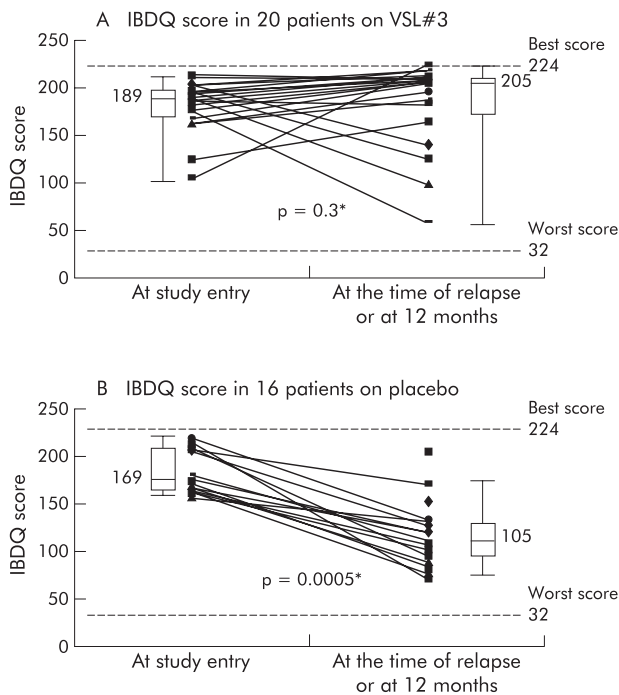 A IBDQ score in 20 patients on VSL#3
250
200
150
100
50
0
IBDQ score
189
p = 0.3*
Best score
224
205
Worst score
32
At study entry
At the time of relapse
or at 12 months
B IBDQ score in 16 patients on placebo
250
200
150
100
50
0
IBDQ score
169
p = 0.0005*
Best score
224
105
Worst score
32
At study entry
At the time of relapse
or at 12 months